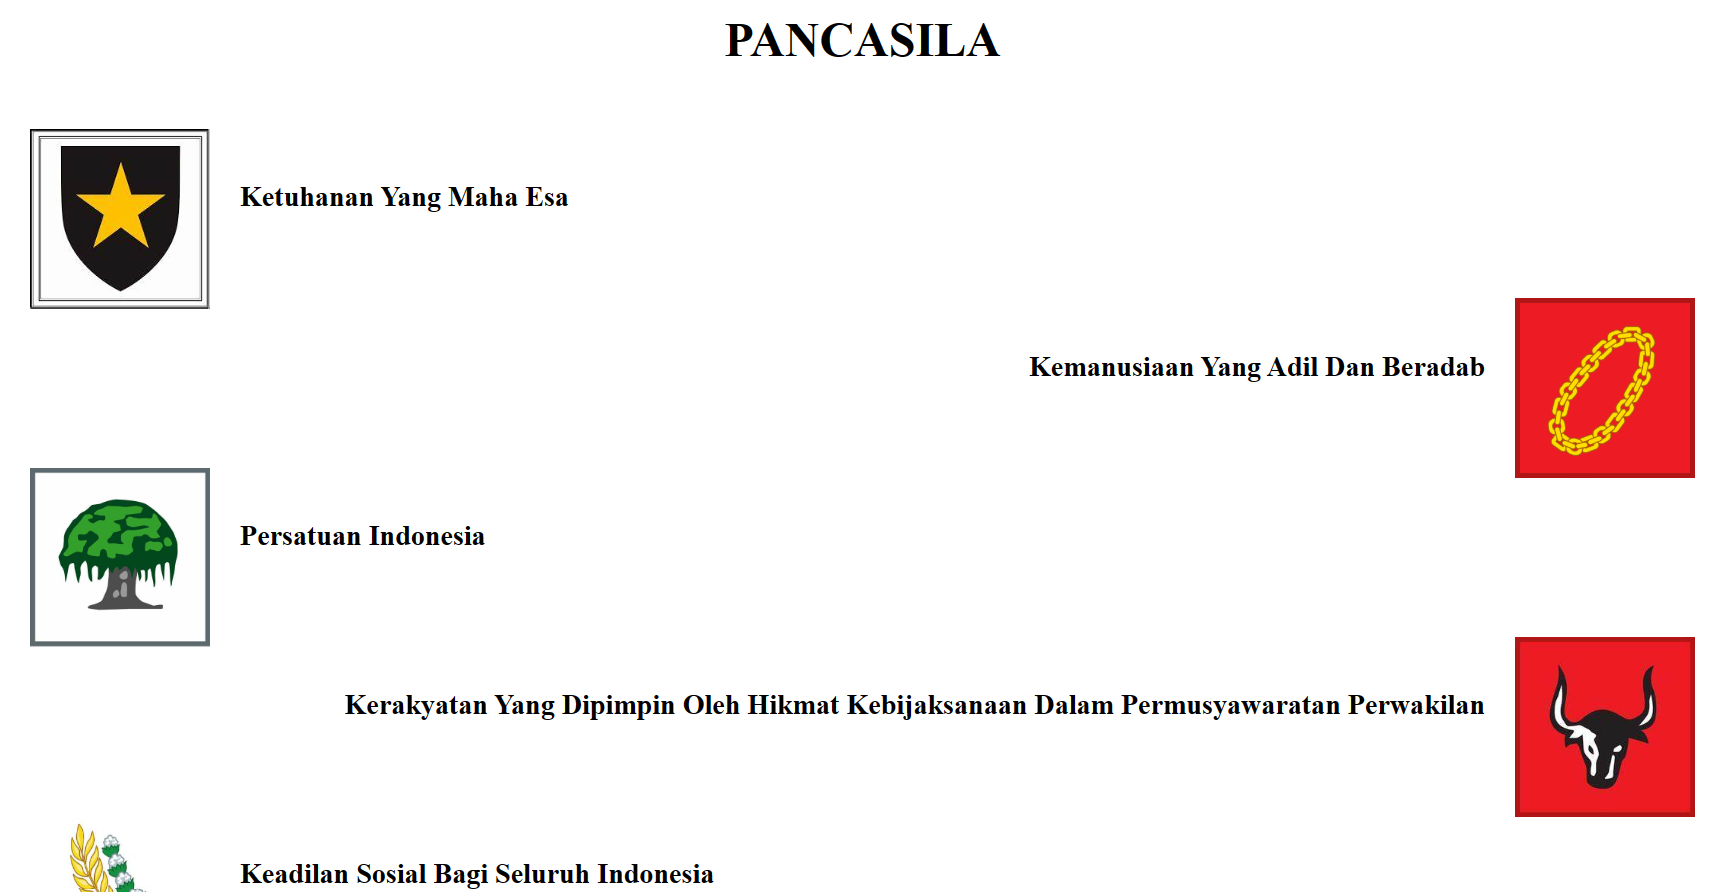 PANCASILA
Ketuhanan Yang Maha Esa
Kemanusiaan Yang Adil Dan Beradab
Persatuan Indonesia
Kerakyatan Yang Dipimpin Oleh Hikmat Kebijaksanaan Dalam Permusyawaratan Perwakilan
Keadilan Sosial Bagi Seluruh Indonesia